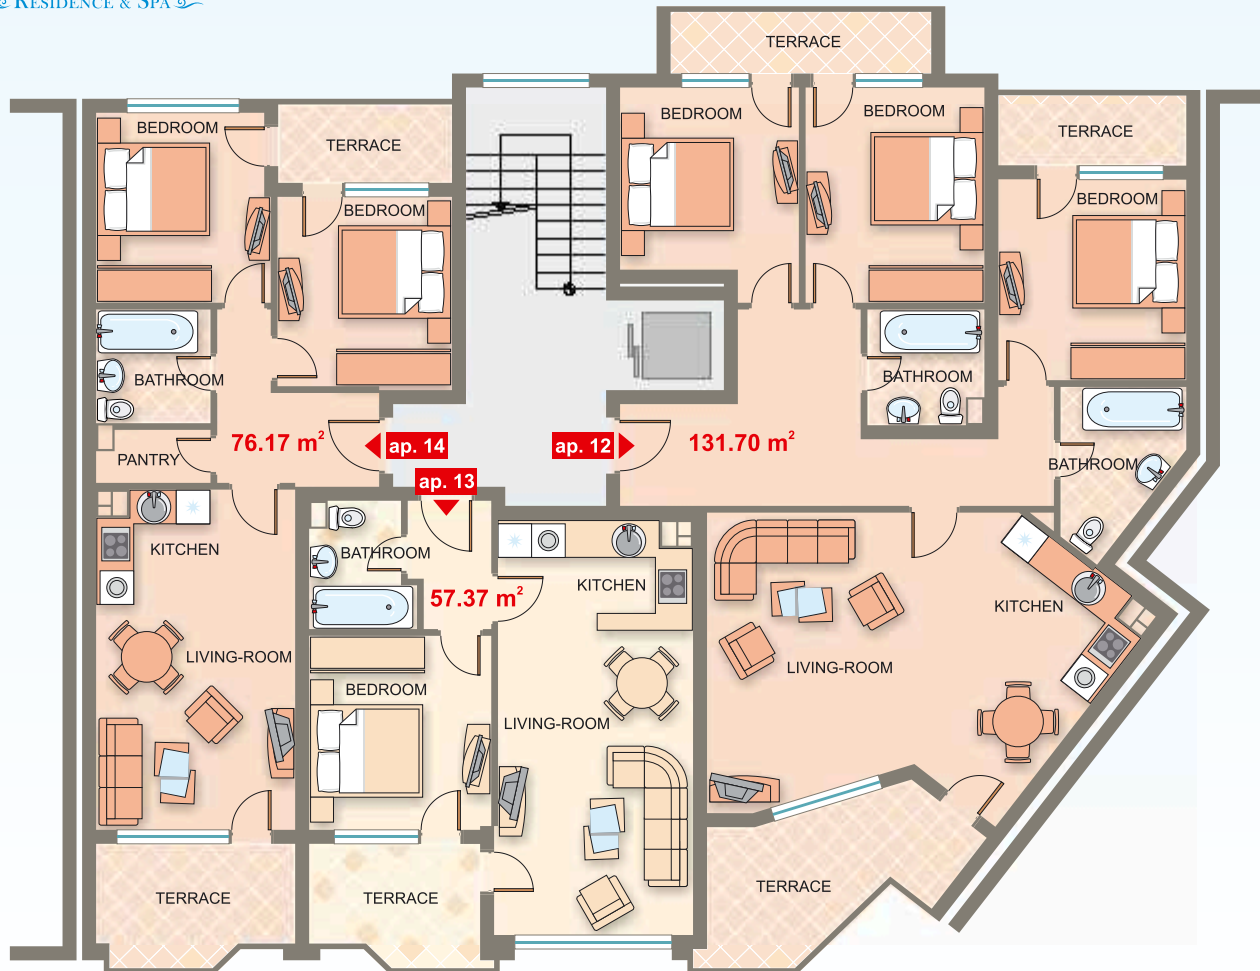 RESIDENCE & SPA
TERRACE
BEDROOM
TERRACE
BEDROOM
BEDROOM
BEDROOM
TERRACE
BEDROOM
BEDROOM
BATHROOM
BATHROOM
PANTRY
76.17 m²
ap. 14
ap. 12
131.70 m²
BATHROOM
ap. 13
KITCHEN
BATHROOM
57.37 m²
KITCHEN
KITCHEN
LIVING-ROOM
LIVING-ROOM
BEDROOM
LIVING-ROOM
TERRACE
TERRACE
TERRACE